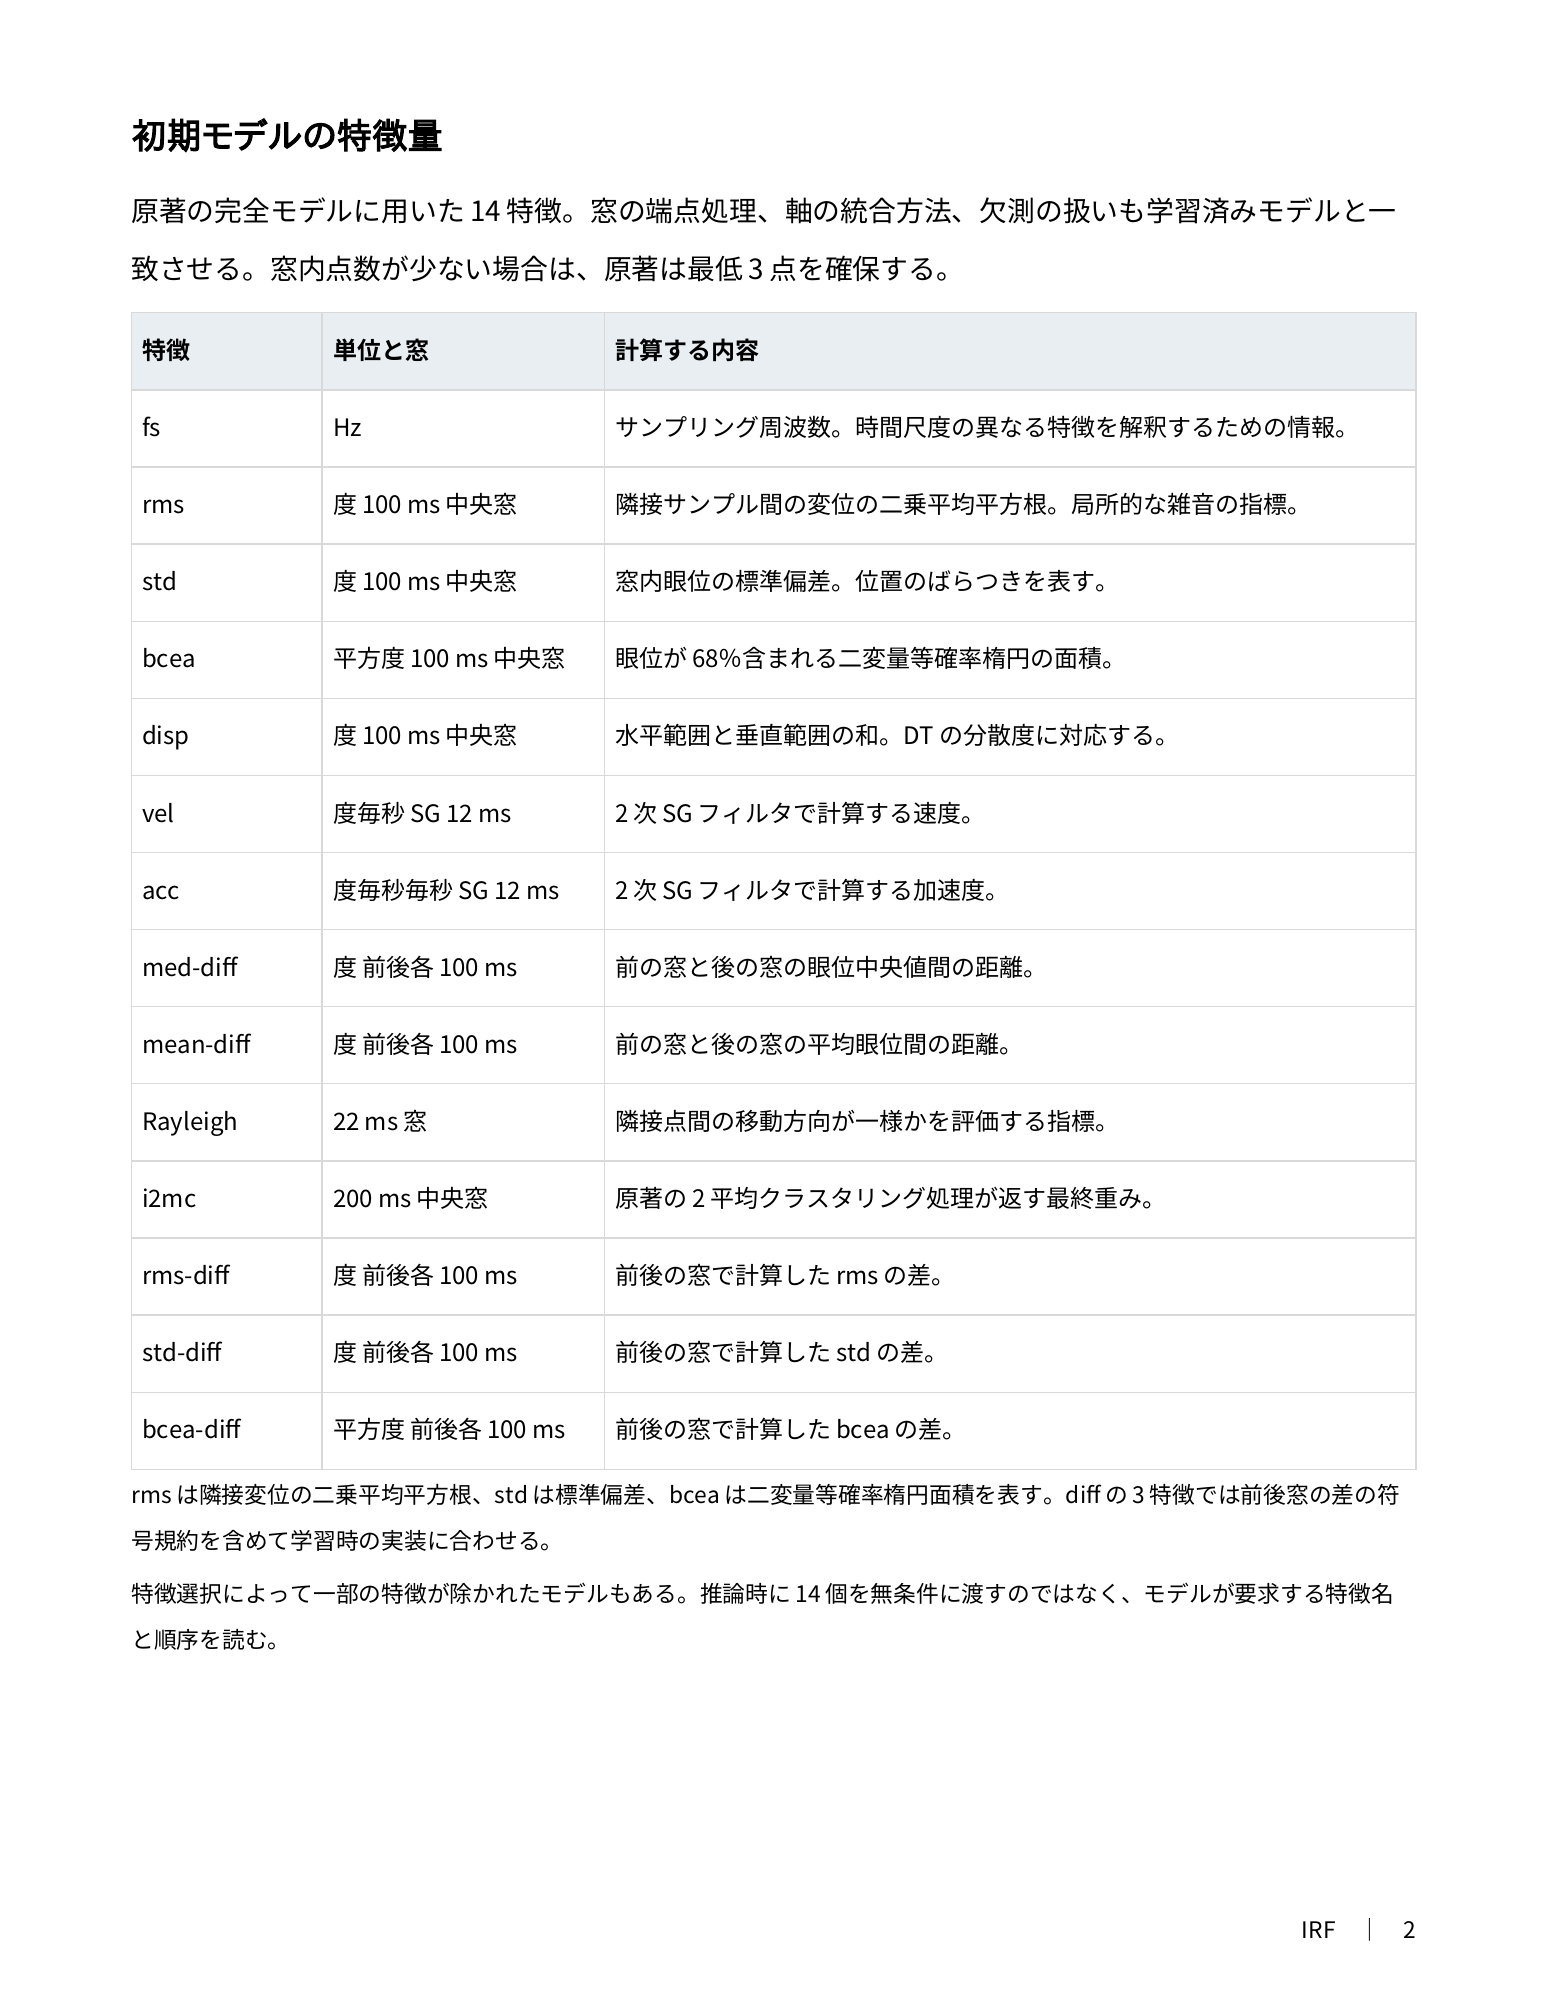 初期モデルの特徴量
原著の完全モデルに用いた 14 特徴。窓の端点処理、軸の統合方法、欠測の扱いも学習済みモデルと一
致させる。窓内点数が少ない場合は、原著は最低 3 点を確保する。
特徴 単位と窓 計算する内容
fs Hz サンプリング周波数。時間尺度の異なる特徴を解釈するための情報。
rms 度 100 ms 中央窓 隣接サンプル間の変位の二乗平均平方根。局所的な雑音の指標。
std 度 100 ms 中央窓 窓内眼位の標準偏差。位置のばらつきを表す。
bcea 平方度 100 ms 中央窓 眼位が 68%含まれる二変量等確率楕円の面積。
disp 度 100 ms 中央窓 水平範囲と垂直範囲の和。DT の分散度に対応する。
vel 度毎秒 SG 12 ms 2 次 SG フィルタで計算する速度。
acc 度毎秒毎秒 SG 12 ms 2 次 SG フィルタで計算する加速度。
med-diff 度 前後各 100 ms 前の窓と後の窓の眼位中央値間の距離。
mean-diff 度 前後各 100 ms 前の窓と後の窓の平均眼位間の距離。
Rayleigh 22 ms 窓 隣接点間の移動方向が一様かを評価する指標。
i2mc 200 ms 中央窓 原著の 2 平均クラスタリング処理が返す最終重み。
rms-diff 度 前後各 100 ms 前後の窓で計算した rms の差。
std-diff 度 前後各 100 ms 前後の窓で計算した std の差。
bcea-diff 平方度 前後各 100 ms 前後の窓で計算した bcea の差。
rms は隣接変位の二乗平均平方根、std は標準偏差、bcea は二変量等確率楕円面積を表す。diff の 3 特徴では前後窓の差の符
号規約を含めて学習時の実装に合わせる。
特徴選択によって一部の特徴が除かれたモデルもある。推論時に 14 個を無条件に渡すのではなく、モデルが要求する特徴名
と順序を読む。
IRF | 2